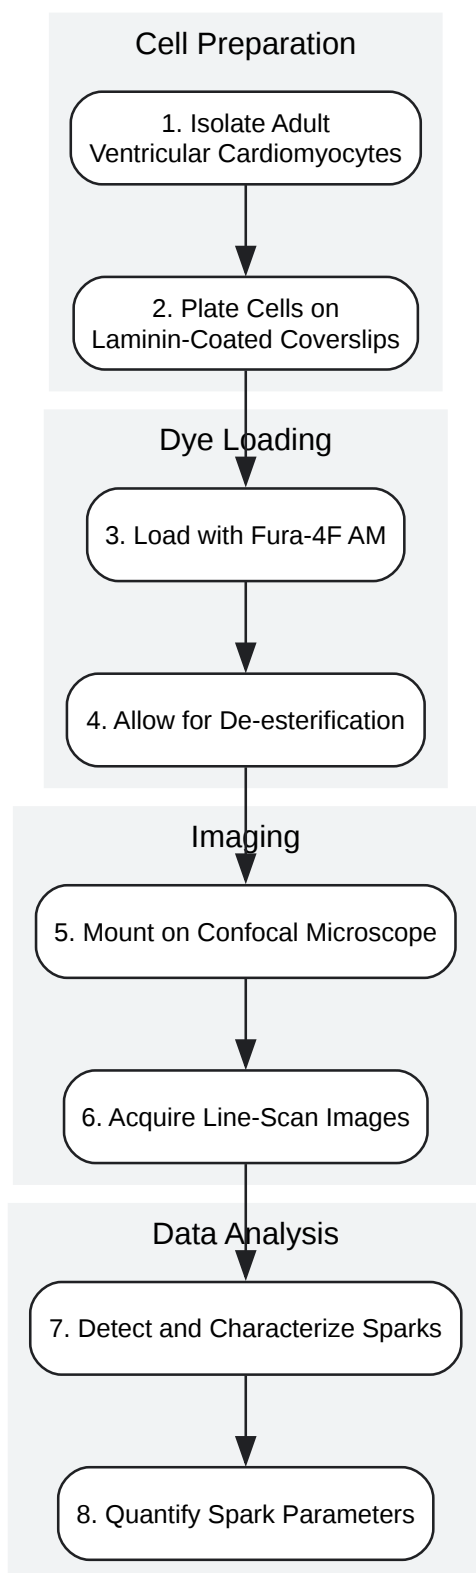 Cell Preparation
1. Isolate Adult
Ventricular Cardiomyocytes
2. Plate Cells on
Laminin-Coated Coverslips
Dye Loading
3. Load with Fura-4F AM
4. Allow for De-esterification
Imaging
5. Mount on Confocal Microscope
6. Acquire Line-Scan Images
Data Analysis
7. Detect and Characterize Sparks
8. Quantify Spark Parameters